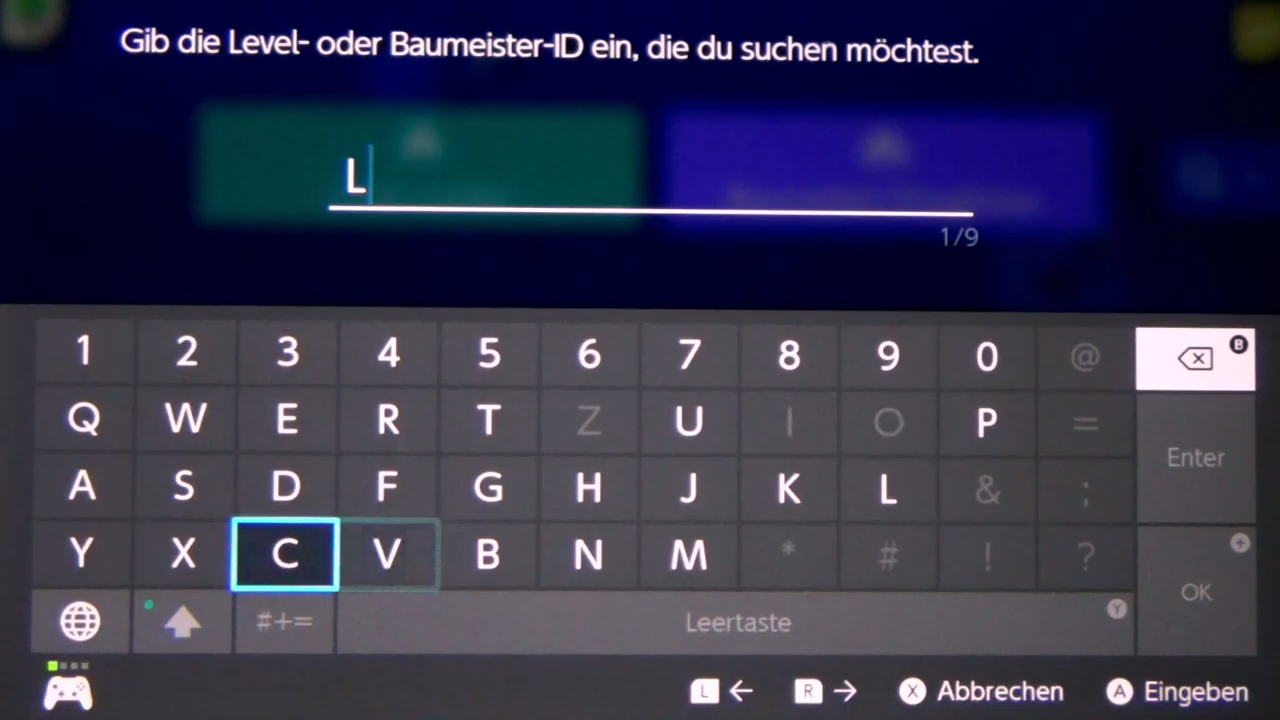 Gib die Level- oder Baumeister-ID ein, die du suchen möchtest.
L
1/9
1 2 3 4 5 6 7 8 9 0 @ B
Q W E R T Z U I O P = Enter
A S D F G H J K L & ;
Y X C V B N M * # ! ? + OK
#+= Leertaste Y
L ← R → X Abbrechen A Eingeben